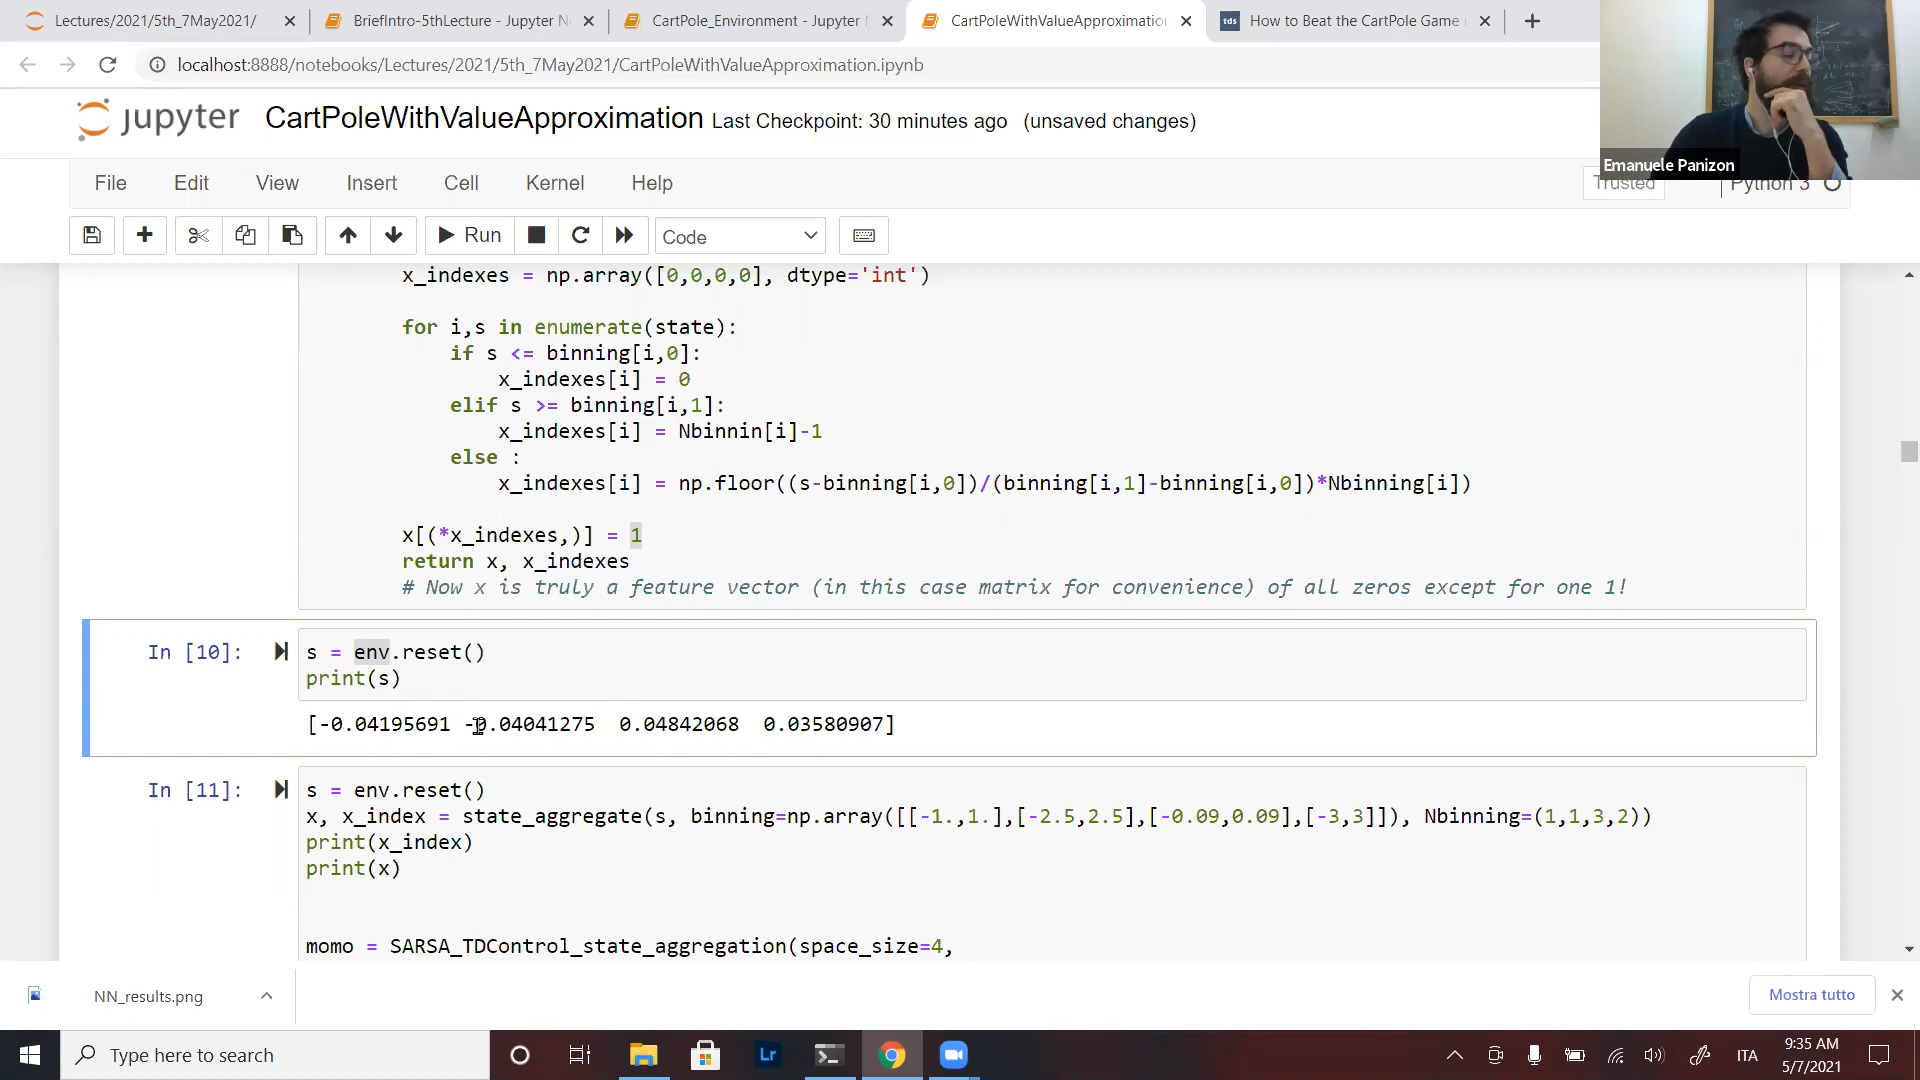 Lectures/2021/5th_7May2021/
BriefIntro-5thLecture - Jupyter N
CartPole_Environment - Jupyter
CartPoleWithValueApproximatio
tds
How to Beat the CartPole Game
localhost:8888/notebooks/Lectures/2021/5th_7May2021/CartPoleWithValueApproximation.ipynb
Emanuele Panizon
jupyter CartPoleWithValueApproximation Last Checkpoint: 30 minutes ago (unsaved changes)
File Edit View Insert Cell Kernel Help Trusted Python 3
Run Code
x_indexes = np.array([0,0,0,0], dtype='int')
for i,s in enumerate(state):
if s <= binning[i,0]:
x_indexes[i] = 0
elif s >= binning[i,1]:
x_indexes[i] = Nbinnin[i]-1
else :
x_indexes[i] = np.floor((s-binning[i,0])/(binning[i,1]-binning[i,0])*Nbinning[i])
x[(*x_indexes,)] = 1
return x, x_indexes
# Now x is truly a feature vector (in this case matrix for convenience) of all zeros except for one 1!
In [10]: s = env.reset()
print(s)
[-0.04195691 -0.04041275 0.04842068 0.03580907]
In [11]: s = env.reset()
x, x_index = state_aggregate(s, binning=np.array([[-1.,1.],[-2.5,2.5],[-0.09,0.09],[-3,3]]), Nbinning=(1,1,3,2))
print(x_index)
print(x)
momo = SARSA_TDControl_state_aggregation(space_size=4,
NN_results.png
Mostra tutto
Type here to search
Lr
ITA
9:35 AM
5/7/2021